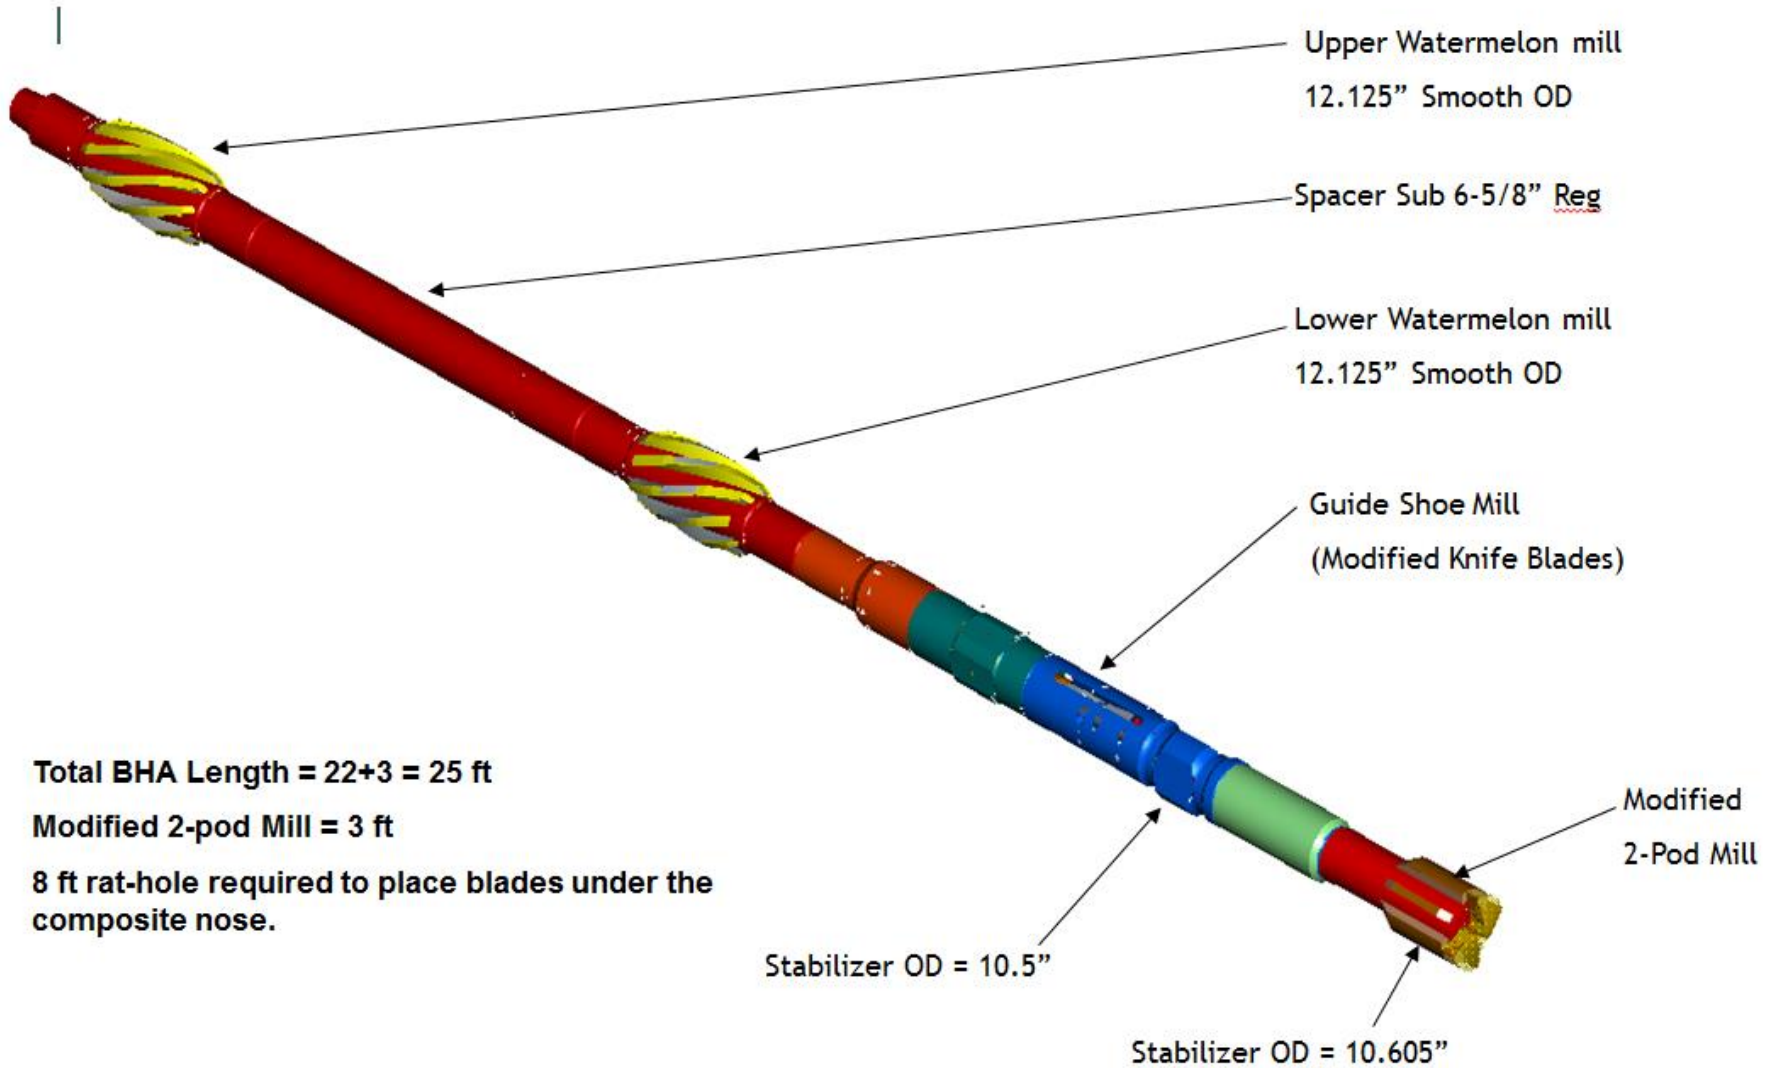 Upper Watermelon mill
12.125” Smooth OD
Spacer Sub 6-5/8” Reg
Lower Watermelon mill
12.125” Smooth OD
Guide Shoe Mill
(Modified Knife Blades)
Total BHA Length = 22+3 = 25 ft
Modified 2-pod Mill = 3 ft
8 ft rat-hole required to place blades under the
composite nose.
Modified
2-Pod Mill
Stabilizer OD = 10.5”
Stabilizer OD = 10.605”